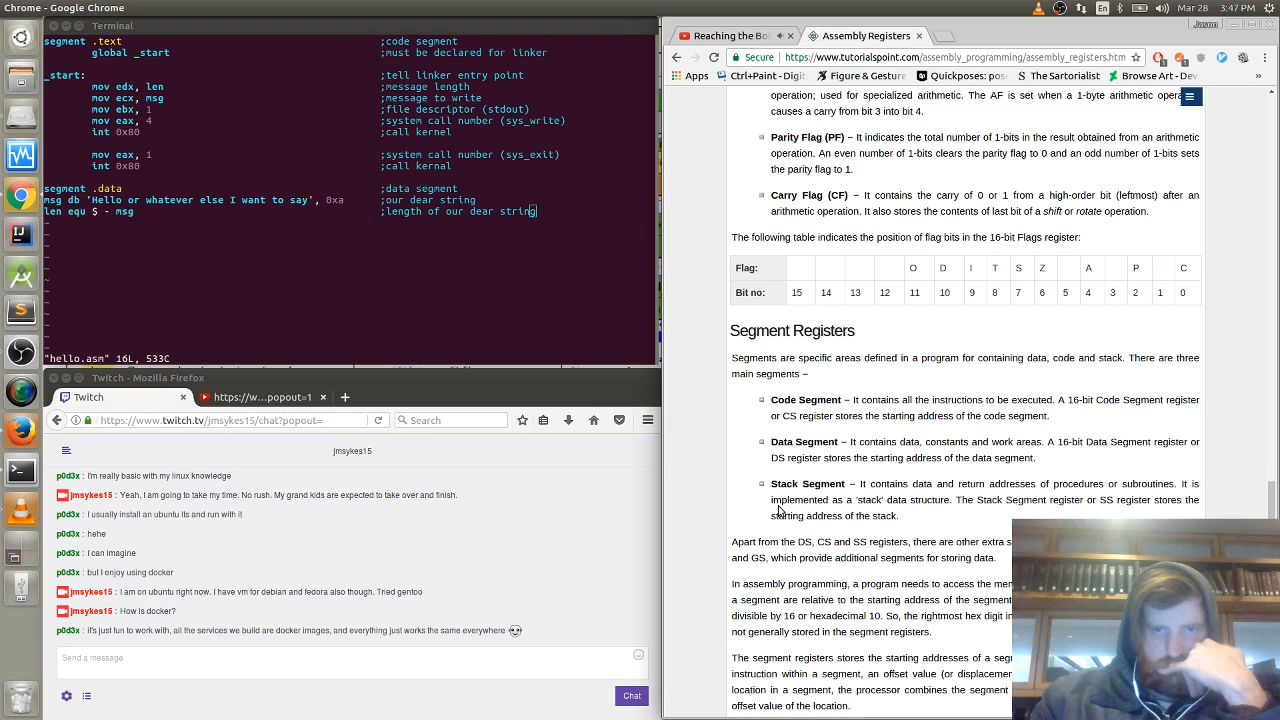 Chrome - Google Chrome
En
Mar 28
3:47 PM
Terminal
segment .text ;code segment
global _start ;must be declared for linker
_start: ;tell linker entry point
mov edx, len ;message length
mov ecx, msg ;message to write
mov ebx, 1 ;file descriptor (stdout)
mov eax, 4 ;system call number (sys_write)
int 0x80 ;call kernel
mov eax, 1 ;system call number (sys_exit)
int 0x80 ;call kernel
segment .data ;data segment
msg db 'Hello or whatever else I want to say', 0xa ;our dear string
len equ $ - msg ;length of our dear string
~
~
~
~
~
~
~
~
~
~
"hello.asm" 16L, 533C
Twitch - Mozilla Firefox
Twitch
https://w...popout=1
https://www.twitch.tv/jmsykes15/chat?popout=
Search
jmsykes15
p0d3x : I'm really basic with my linux knowledge
jmsykes15 : Yeah, I am going to take my time. No rush. My grand kids are expected to take over and finish.
p0d3x : I usually install an ubuntu lts and run with it
p0d3x : hehe
p0d3x : I can imagine
p0d3x : but I enjoy using docker
jmsykes15 : I am on ubuntu right now. I have vm for debian and fedora also though. Tried gentoo
jmsykes15 : How is docker?
p0d3x : it's just fun to work with, all the services we build are docker images, and everything just works the same everywhere
Send a message
Chat
Jason
Reaching the Bo
Assembly Registers
Secure
https://www.tutorialspoint.com/assembly_programming/assembly_registers.htm
Apps
Ctrl+Paint - Digit
Figure & Gesture
Quickposes: pos
The Sartorialist
Browse Art - Dev
operation; used for specialized arithmetic. The AF is set when a 1-byte arithmetic
causes a carry from bit 3 into bit 4.
Parity Flag (PF) − It indicates the total number of 1-bits in the result obtained from an arithmetic
operation. An even number of 1-bits clears the parity flag to 0 and an odd number of 1-bits sets
the parity flag to 1.
Carry Flag (CF) − It contains the carry of 0 or 1 from a high-order bit (leftmost) after an
arithmetic operation. It also stores the contents of last bit of a shift or rotate operation.
The following table indicates the position of flag bits in the 16-bit Flags register:
Flag: O D I T S Z A P C
Bit no: 15 14 13 12 11 10 9 8 7 6 5 4 3 2 1 0
Segment Registers
Segments are specific areas defined in a program for containing data, code and stack. There are three
main segments −
Code Segment − It contains all the instructions to be executed. A 16-bit Code Segment register
or CS register stores the starting address of the code segment.
Data Segment − It contains data, constants and work areas. A 16-bit Data Segment register or
DS register stores the starting address of the data segment.
Stack Segment − It contains data and return addresses of procedures or subroutines. It is
implemented as a 'stack' data structure. The Stack Segment register or SS register stores the
starting address of the stack.
Apart from the DS, CS and SS registers, there are other extra s
and GS, which provide additional segments for storing data.
In assembly programming, a program needs to access the mem
a segment are relative to the starting address of the segment
divisible by 16 or hexadecimal 10. So, the rightmost hex digit in
not generally stored in the segment registers.
The segment registers stores the starting addresses of a seg
instruction within a segment, an offset value (or displacemen
location in a segment, the processor combines the segment
offset value of the location.